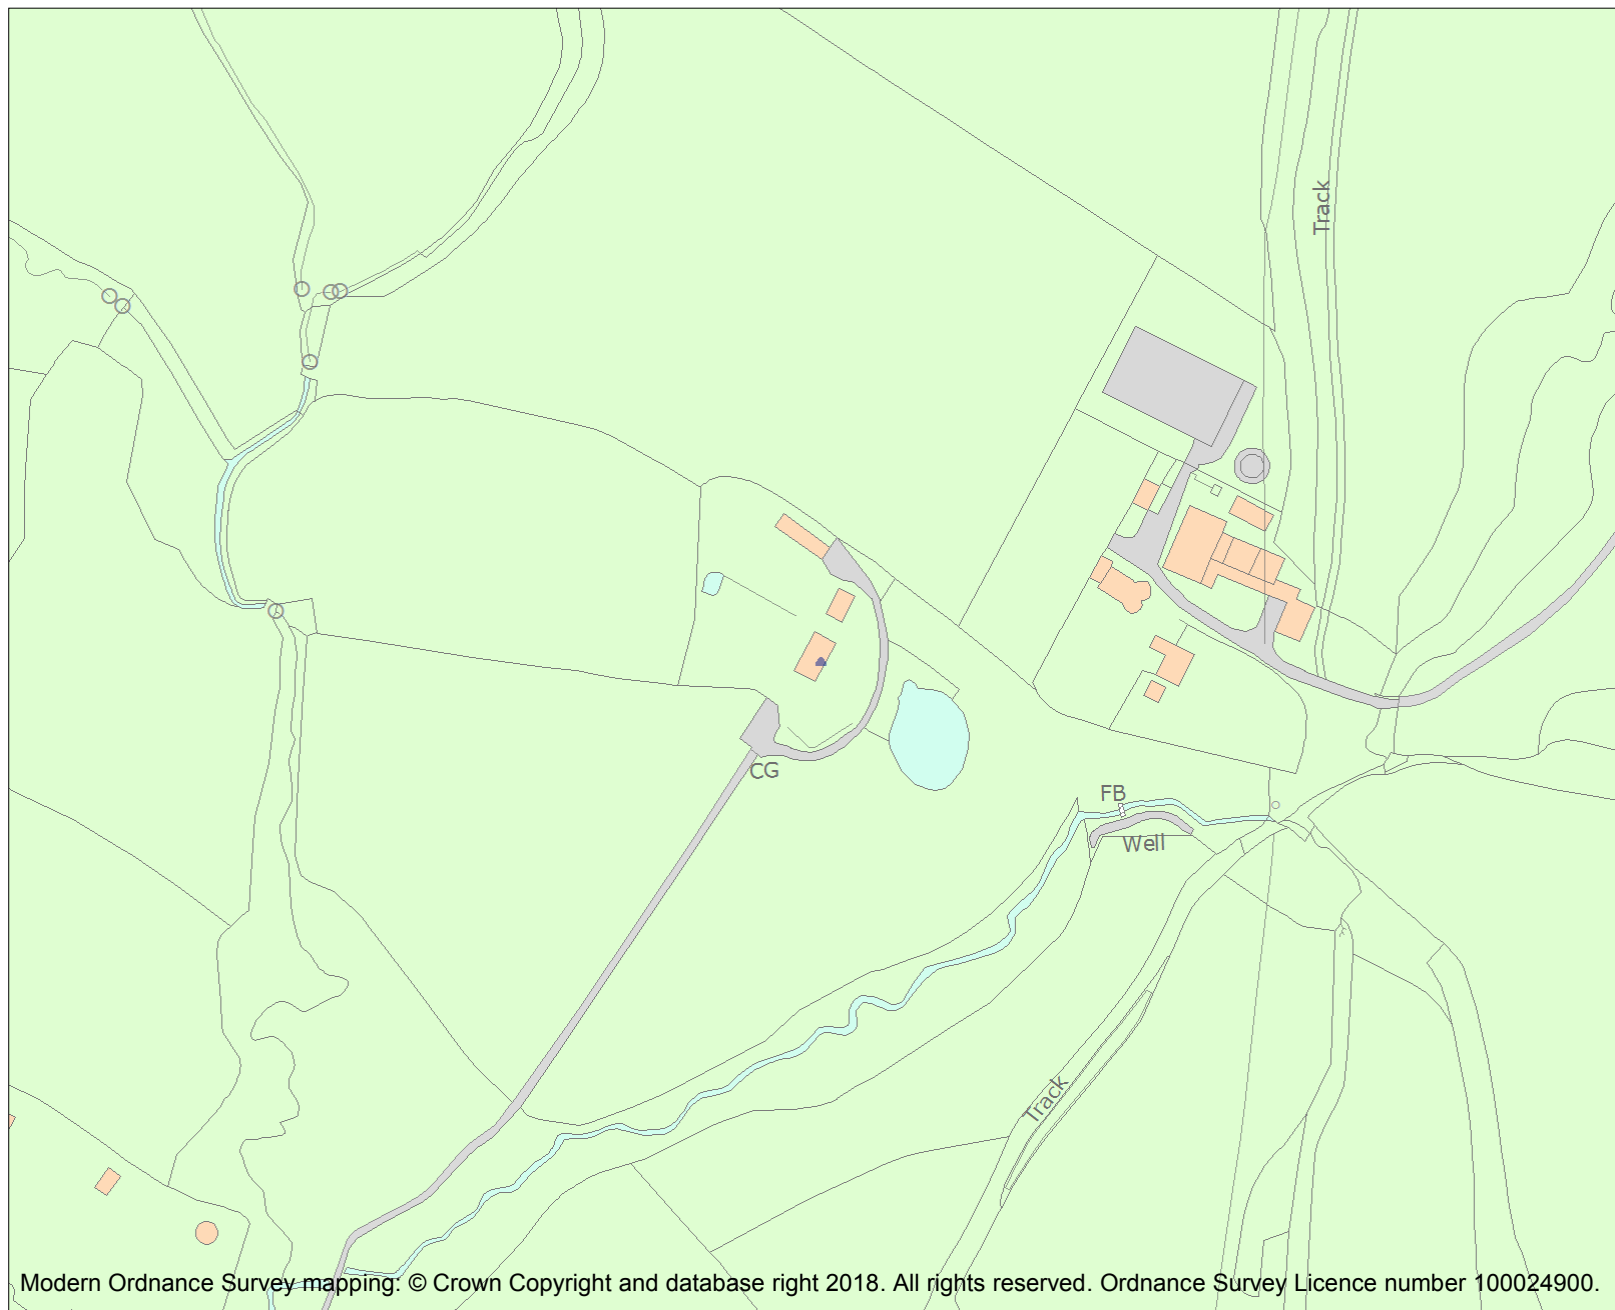 Track
CG
FB
Well
Track
Modern Ordnance Survey mapping: © Crown Copyright and database right 2018. All rights reserved. Ordnance Survey Licence number 100024900.